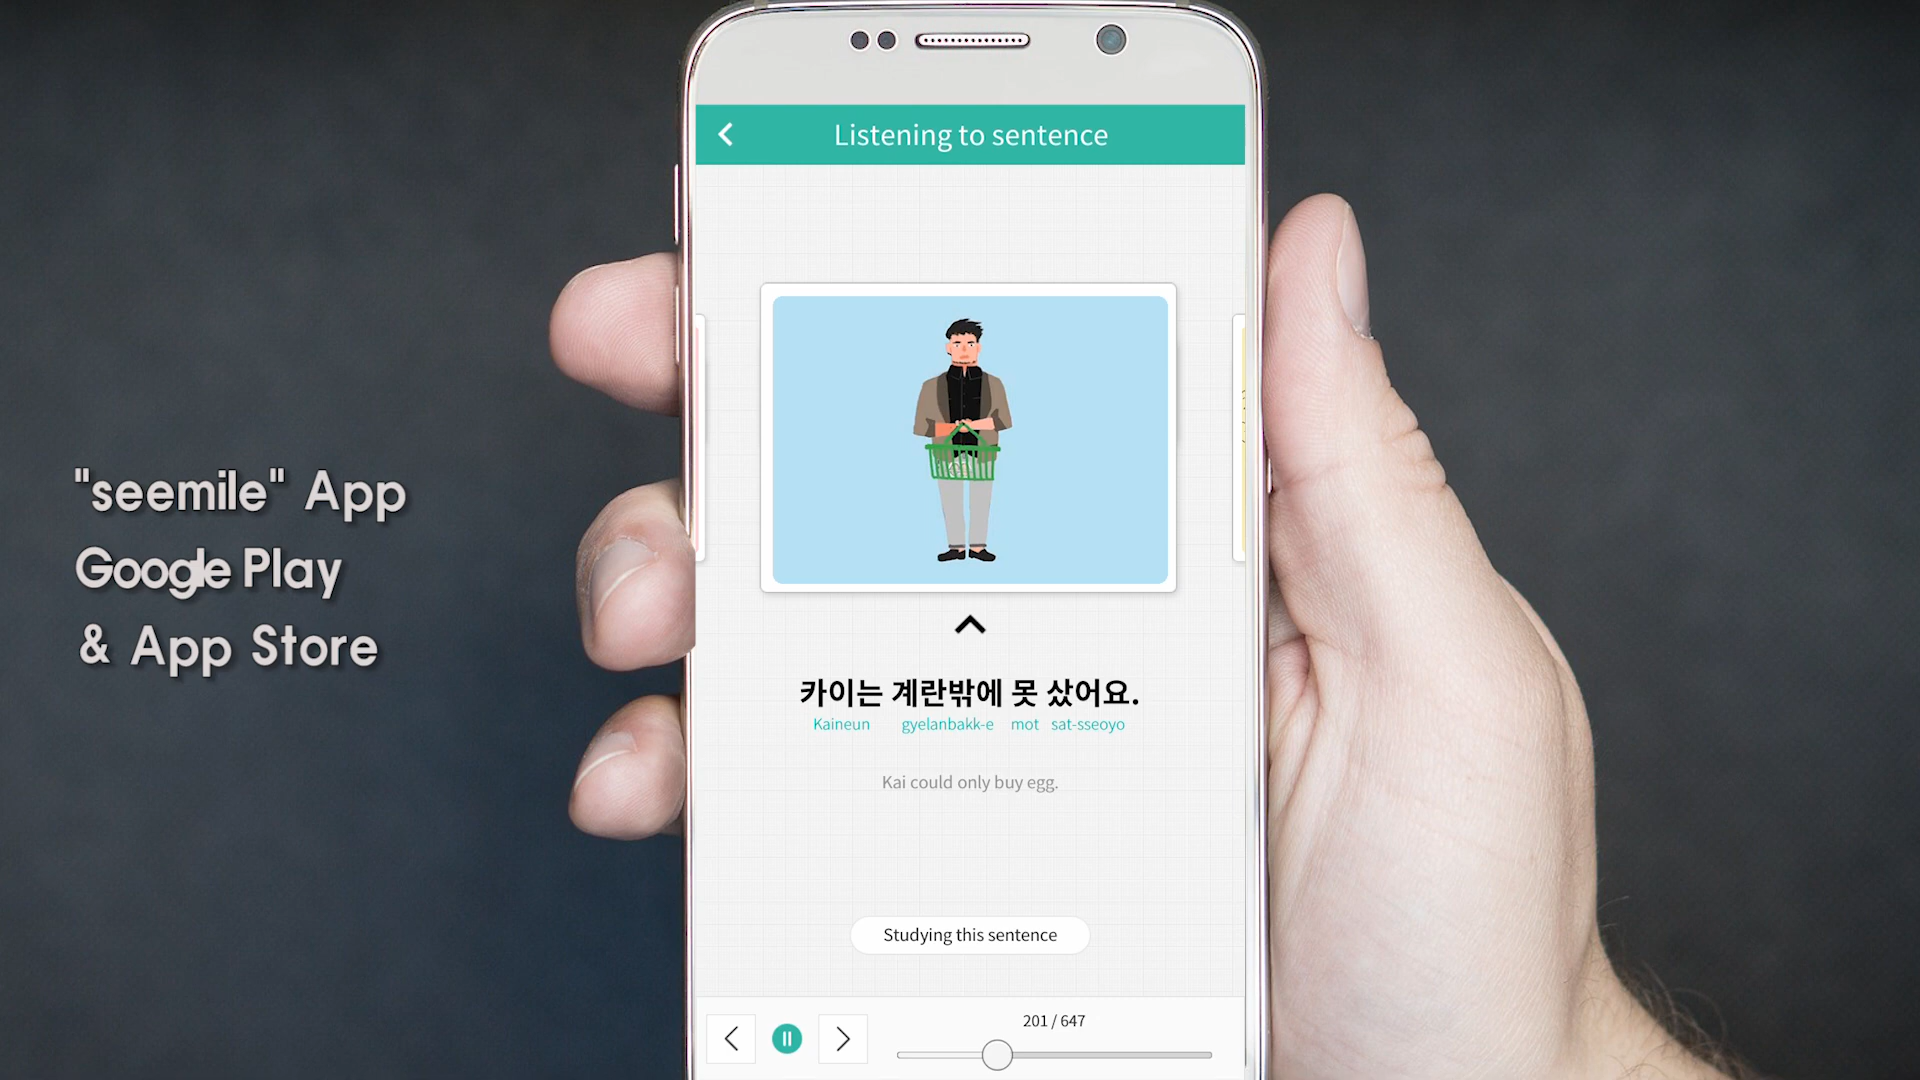 "seemile" App
Google Play
& App Store
Listening to sentence
카이는 계란밖에 못 샀어요.
Kaineun gyelanbakk-e mot sat-sseoyo
Kai could only buy egg.
Studying this sentence
201 / 647